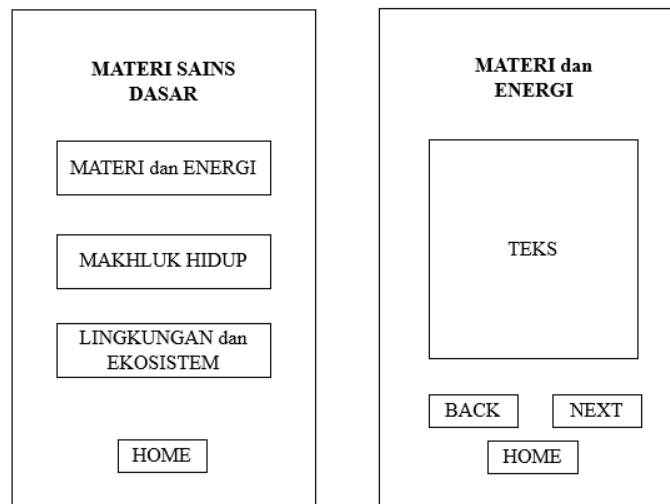 MATERI SAINS
DASAR
MATERI dan ENERGI
MAKHLUK HIDUP
LINGKUNGAN dan
EKOSISTEM
HOME
MATERI dan
ENERGI
TEKS
BACK
NEXT
HOME